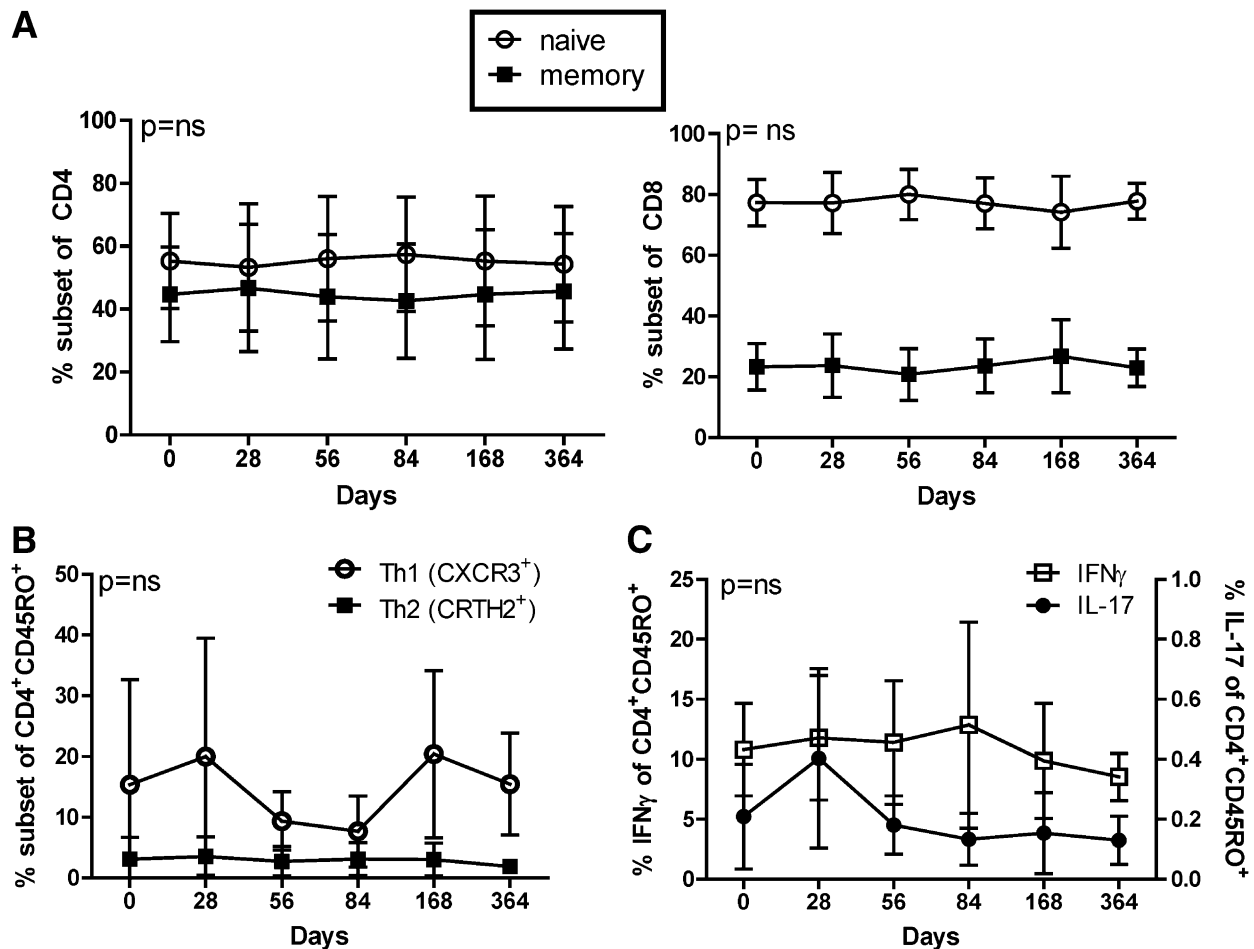 A
naive
memory
p=ns
% subset of CD4
100
80
60
40
20
0
0 28 56 84 168 364
Days
p= ns
% subset of CD8
100
80
60
40
20
0
0 28 56 84 168 364
Days
B
p=ns
Th1 (CXCR3⁺)
Th2 (CRTH2⁺)
% subset of CD4⁺CD45RO⁺
50
40
30
20
10
0
0 28 56 84 168 364
Days
C
p=ns
IFNγ
IL-17
% IFNγ of CD4⁺CD45RO⁺
25
20
15
10
5
0
0 28 56 84 168 364
Days
1.0
0.8
0.6
0.4
0.2
0.0
% IL-17 of CD4⁺CD45RO⁺